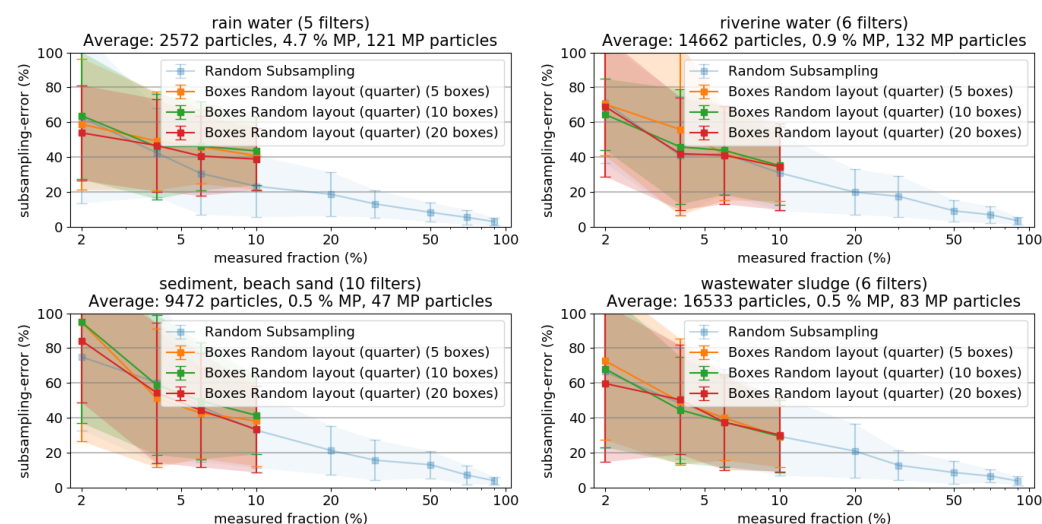 rain water (5 filters)
Average: 2572 particles, 4.7 % MP, 121 MP particles
subsampling-error (%)
100
80
60
40
20
0
Random Subsampling
Boxes Random layout (quarter) (5 boxes)
Boxes Random layout (quarter) (10 boxes)
Boxes Random layout (quarter) (20 boxes)
2 5 10 20 50 100
measured fraction (%)
riverine water (6 filters)
Average: 14662 particles, 0.9 % MP, 132 MP particles
subsampling-error (%)
100
80
60
40
20
0
Random Subsampling
Boxes Random layout (quarter) (5 boxes)
Boxes Random layout (quarter) (10 boxes)
Boxes Random layout (quarter) (20 boxes)
2 5 10 20 50 100
measured fraction (%)
sediment, beach sand (10 filters)
Average: 9472 particles, 0.5 % MP, 47 MP particles
subsampling-error (%)
100
80
60
40
20
0
Random Subsampling
Boxes Random layout (quarter) (5 boxes)
Boxes Random layout (quarter) (10 boxes)
Boxes Random layout (quarter) (20 boxes)
2 5 10 20 50 100
measured fraction (%)
wastewater sludge (6 filters)
Average: 16533 particles, 0.5 % MP, 83 MP particles
subsampling-error (%)
100
80
60
40
20
0
Random Subsampling
Boxes Random layout (quarter) (5 boxes)
Boxes Random layout (quarter) (10 boxes)
Boxes Random layout (quarter) (20 boxes)
2 5 10 20 50 100
measured fraction (%)